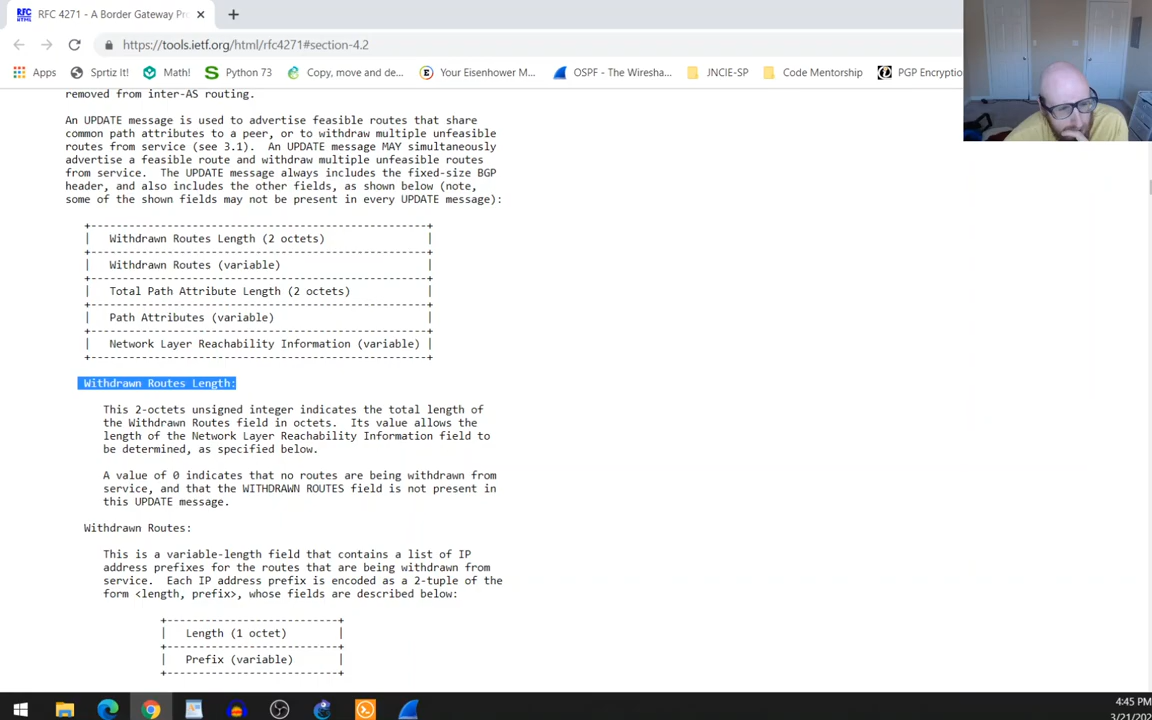 RFC 4271 - A Border Gateway Pr
https://tools.ietf.org/html/rfc4271#section-4.2
Apps Sprtiz It! Math! Python 73 Copy, move and de... Your Eisenhower M... OSPF - The Wiresha... JNCIE-SP Code Mentorship PGP Encryptio
removed from inter-AS routing.
An UPDATE message is used to advertise feasible routes that share
common path attributes to a peer, or to withdraw multiple unfeasible
routes from service (see 3.1).  An UPDATE message MAY simultaneously
advertise a feasible route and withdraw multiple unfeasible routes
from service.  The UPDATE message always includes the fixed-size BGP
header, and also includes the other fields, as shown below (note,
some of the shown fields may not be present in every UPDATE message):
Withdrawn Routes Length (2 octets)
Withdrawn Routes (variable)
Total Path Attribute Length (2 octets)
Path Attributes (variable)
Network Layer Reachability Information (variable)
Withdrawn Routes Length:
This 2-octets unsigned integer indicates the total length of
the Withdrawn Routes field in octets.  Its value allows the
length of the Network Layer Reachability Information field to
be determined, as specified below.
A value of 0 indicates that no routes are being withdrawn from
service, and that the WITHDRAWN ROUTES field is not present in
this UPDATE message.
Withdrawn Routes:
This is a variable-length field that contains a list of IP
address prefixes for the routes that are being withdrawn from
service.  Each IP address prefix is encoded as a 2-tuple of the
form <length, prefix>, whose fields are described below:
Length (1 octet)
Prefix (variable)
4:45 PM
3/21/202